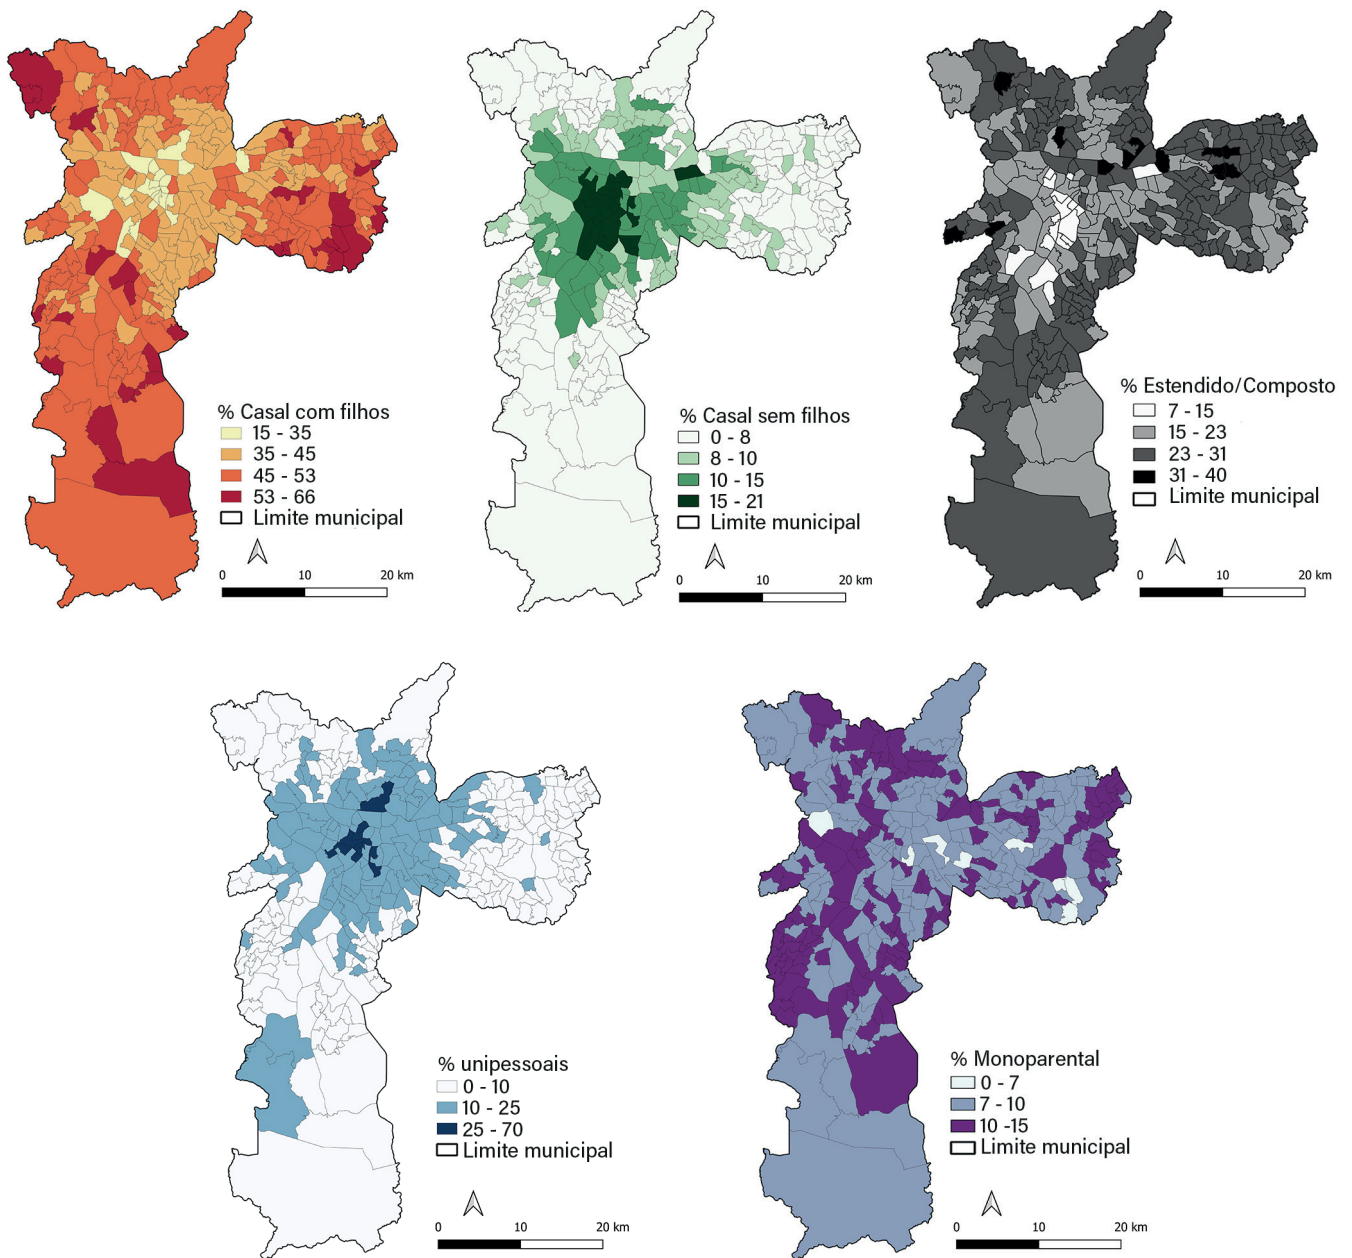 % Casal com filhos
15 - 35
35 - 45
45 - 53
53 - 66
Limite municipal
0 10 20 km
% Casal sem filhos
0 - 8
8 - 10
10 - 15
15 - 21
Limite municipal
0 10 20 km
% Estendido/Composto
7 - 15
15 - 23
23 - 31
31 - 40
Limite municipal
0 10 20 km
% unipessoais
0 - 10
10 - 25
25 - 70
Limite municipal
0 10 20 km
% Monoparental
0 - 7
7 - 10
10 -15
Limite municipal
0 10 20 km